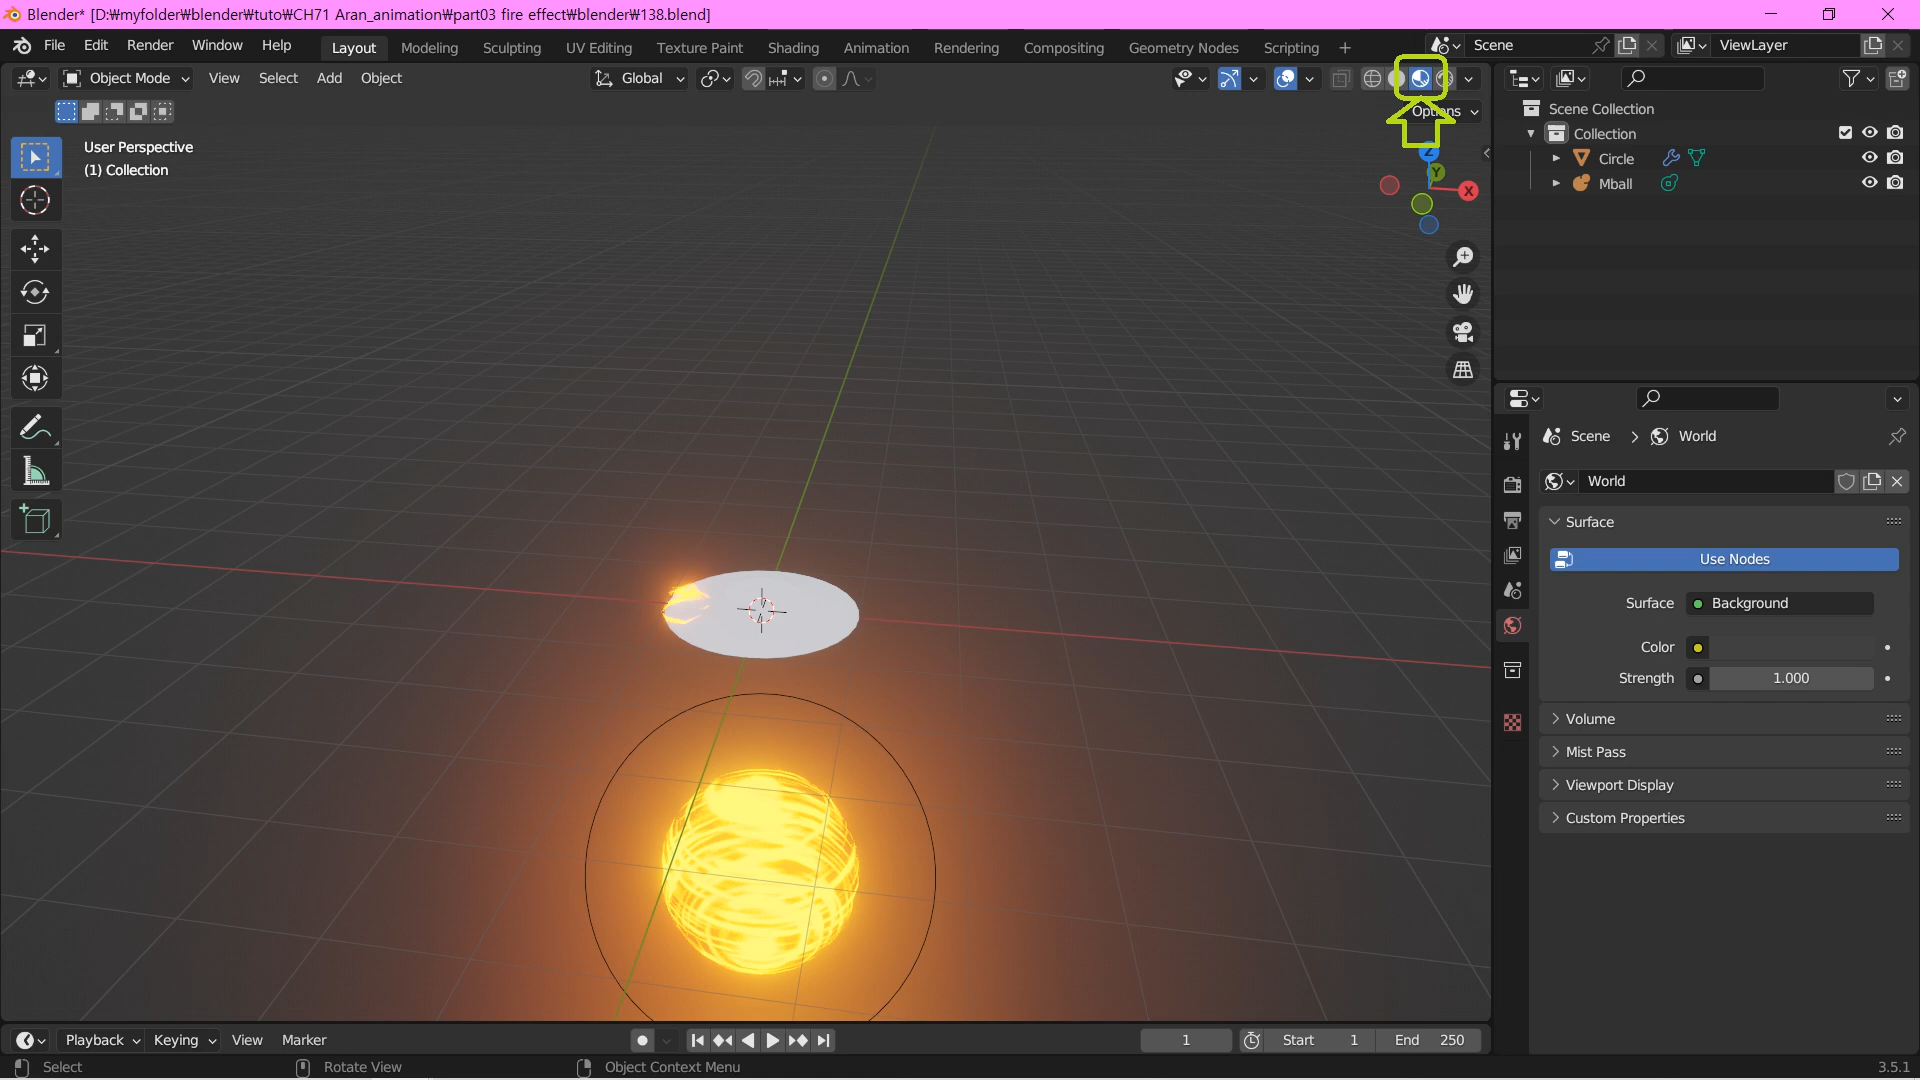 Blender* [D:₩myfolder₩blender₩tuto₩CH71 Aran_animation₩part03 fire effect₩blender₩138.blend]
File Edit Render Window Help Layout Modeling Sculpting UV Editing Texture Paint Shading Animation Rendering Compositing Geometry Nodes Scripting + Scene ViewLayer
Object Mode View Select Add Object Global
Options
User Perspective
(1) Collection
Z
Y
X
Scene Collection
Collection
Circle
Mball
Scene > World
World
Surface
Use Nodes
Surface Background
Color
Strength 1.000
Volume
Mist Pass
Viewport Display
Custom Properties
Playback Keying View Marker 1 Start 1 End 250
Select Rotate View Object Context Menu 3.5.1